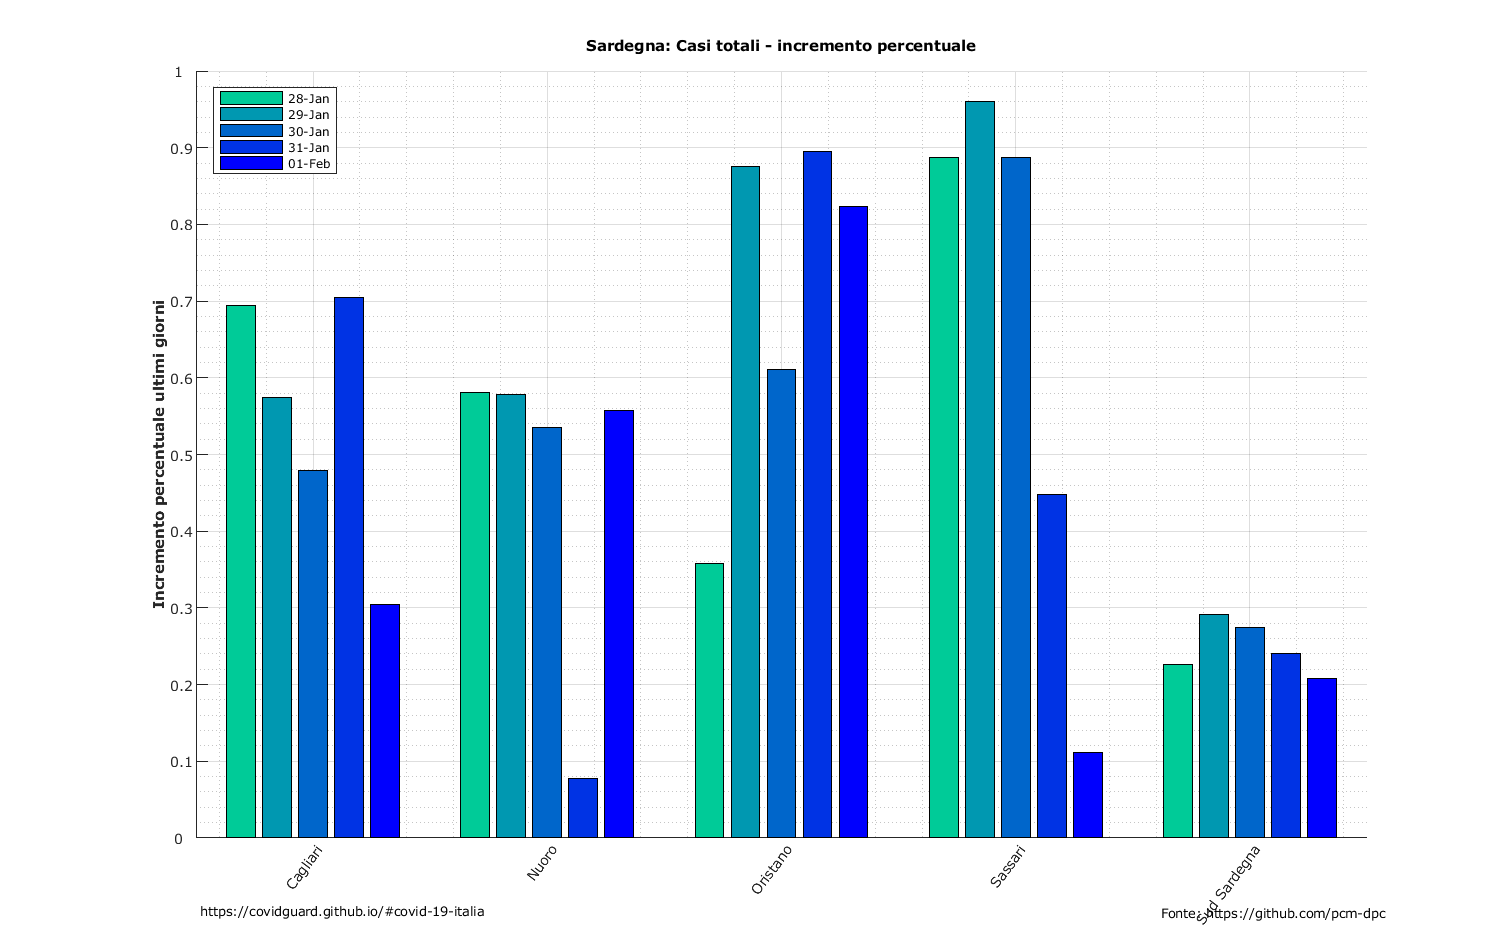 Sardegna: Casi totali - incremento percentuale
1
0.9
0.8
0.7
0.6
0.5
0.4
0.3
0.2
0.1
0
Incremento percentuale ultimi giorni
28-Jan
29-Jan
30-Jan
31-Jan
01-Feb
Cagliari
Nuoro
Oristano
Sassari
Sud Sardegna
https://covidguard.github.io/#covid-19-italia
Fonte: https://github.com/pcm-dpc